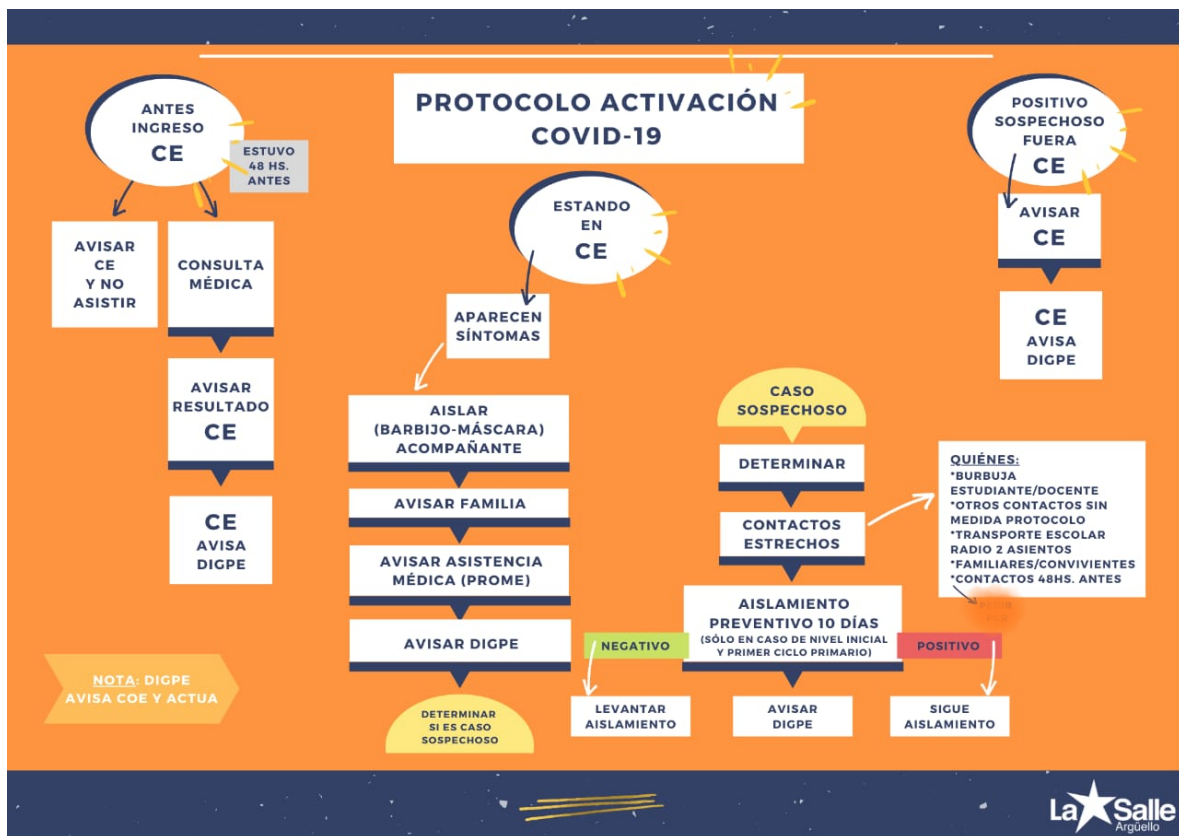 PROTOCOLO ACTIVACIÓN
COVID-19
ANTES
INGRESO
CE
ESTUVO
48 HS.
ANTES
AVISAR
CE
Y NO
ASISTIR
CONSULTA
MÉDICA
AVISAR
RESULTADO
CE
CE
AVISA
DIGPE
NOTA: DIGPE
AVISA COE Y ACTUA
ESTANDO
EN
CE
APARECEN
SÍNTOMAS
AISLAR
(BARBIJO-MÁSCARA)
ACOMPAÑANTE
AVISAR FAMILIA
AVISAR ASISTENCIA
MÉDICA (PROME)
AVISAR DIGPE
DETERMINAR
SI ES CASO
SOSPECHOSO
CASO
SOSPECHOSO
DETERMINAR
CONTACTOS
ESTRECHOS
QUIÉNES:
*BURBUJA
ESTUDIANTE/DOCENTE
*OTROS CONTACTOS SIN
MEDIDA PROTOCOLO
*TRANSPORTE ESCOLAR
RADIO 2 ASIENTOS
*FAMILIARES/CONVIVIENTES
*CONTACTOS 48HS. ANTES
AISLAMIENTO
PREVENTIVO 10 DÍAS
(SÓLO EN CASO DE NIVEL INICIAL
Y PRIMER CICLO PRIMARIO)
NEGATIVO
POSITIVO
LEVANTAR
AISLAMIENTO
AVISAR
DIGPE
SIGUE
AISLAMIENTO
POSITIVO
SOSPECHOSO
FUERA
CE
AVISAR
CE
CE
AVISA
DIGPE
La Salle
Argüello